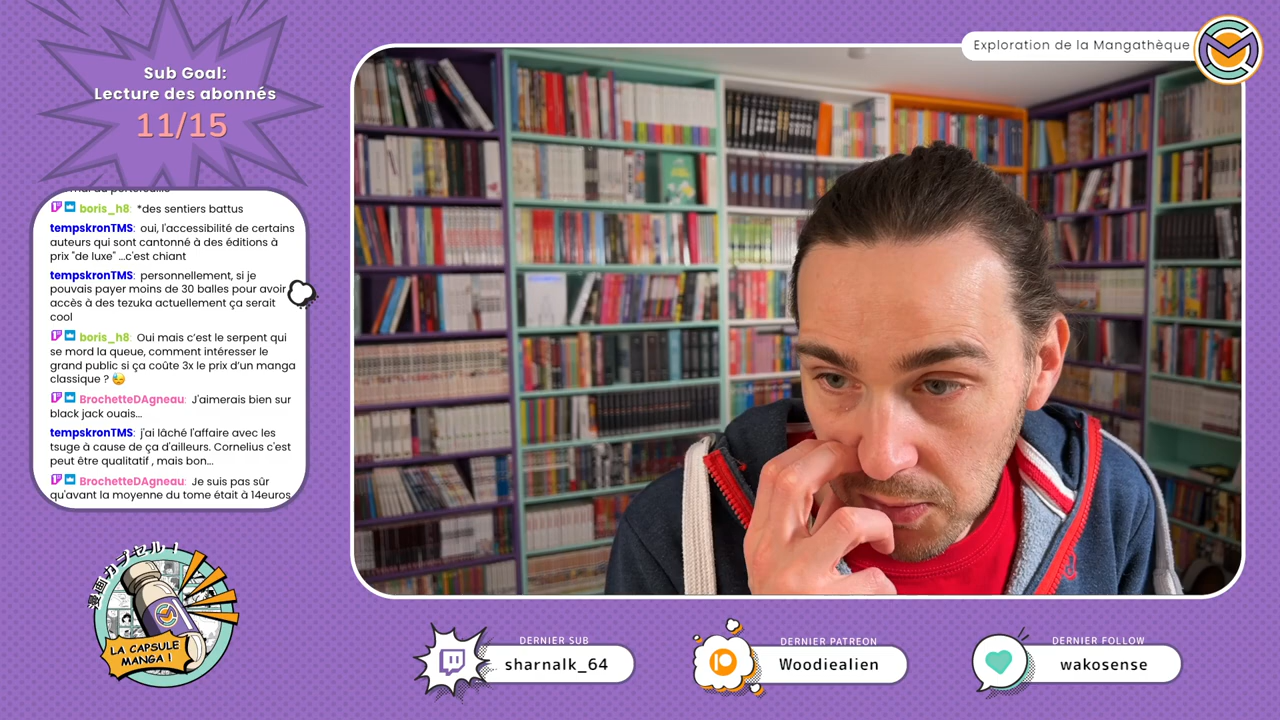 Sub Goal:
Lecture des abonnés
11/15
boris_h8: *des sentiers battus
tempskronTMS: oui, l'accessibilité de certains
auteurs qui sont cantonné à des éditions à
prix "de luxe" ...c'est chiant
tempskronTMS: personnellement, si je
pouvais payer moins de 30 balles pour avoir
accès à des tezuka actuellement ça serait
cool
boris_h8: Oui mais c'est le serpent qui
se mord la queue, comment intéresser le
grand public si ça coûte 3x le prix d'un manga
classique ? 😓
BrochetteDAgneau: J'aimerais bien sur
black jack ouais...
tempskronTMS: j'ai lâché l'affaire avec les
tsuge à cause de ça d'ailleurs. Cornelius c'est
peut être qualitatif , mais bon...
BrochetteDAgneau: Je suis pas sûr
qu'avant la moyenne du tome était à 14euros
漫画カプセル！
LA CAPSULE
MANGA !
Exploration de la Mangathèque
DERNIER SUB
sharnalk_64
DERNIER PATREON
Woodiealien
DERNIER FOLLOW
wakosense